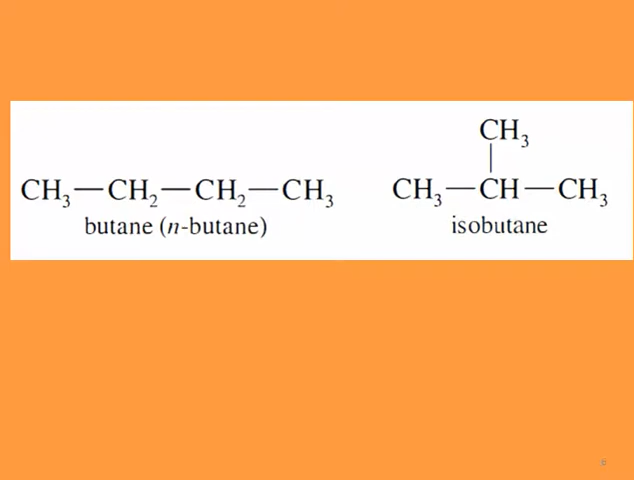 CH₃
CH₃—CH₂—CH₂—CH₃
CH₃—CH—CH₃
butane (n-butane)
isobutane
6